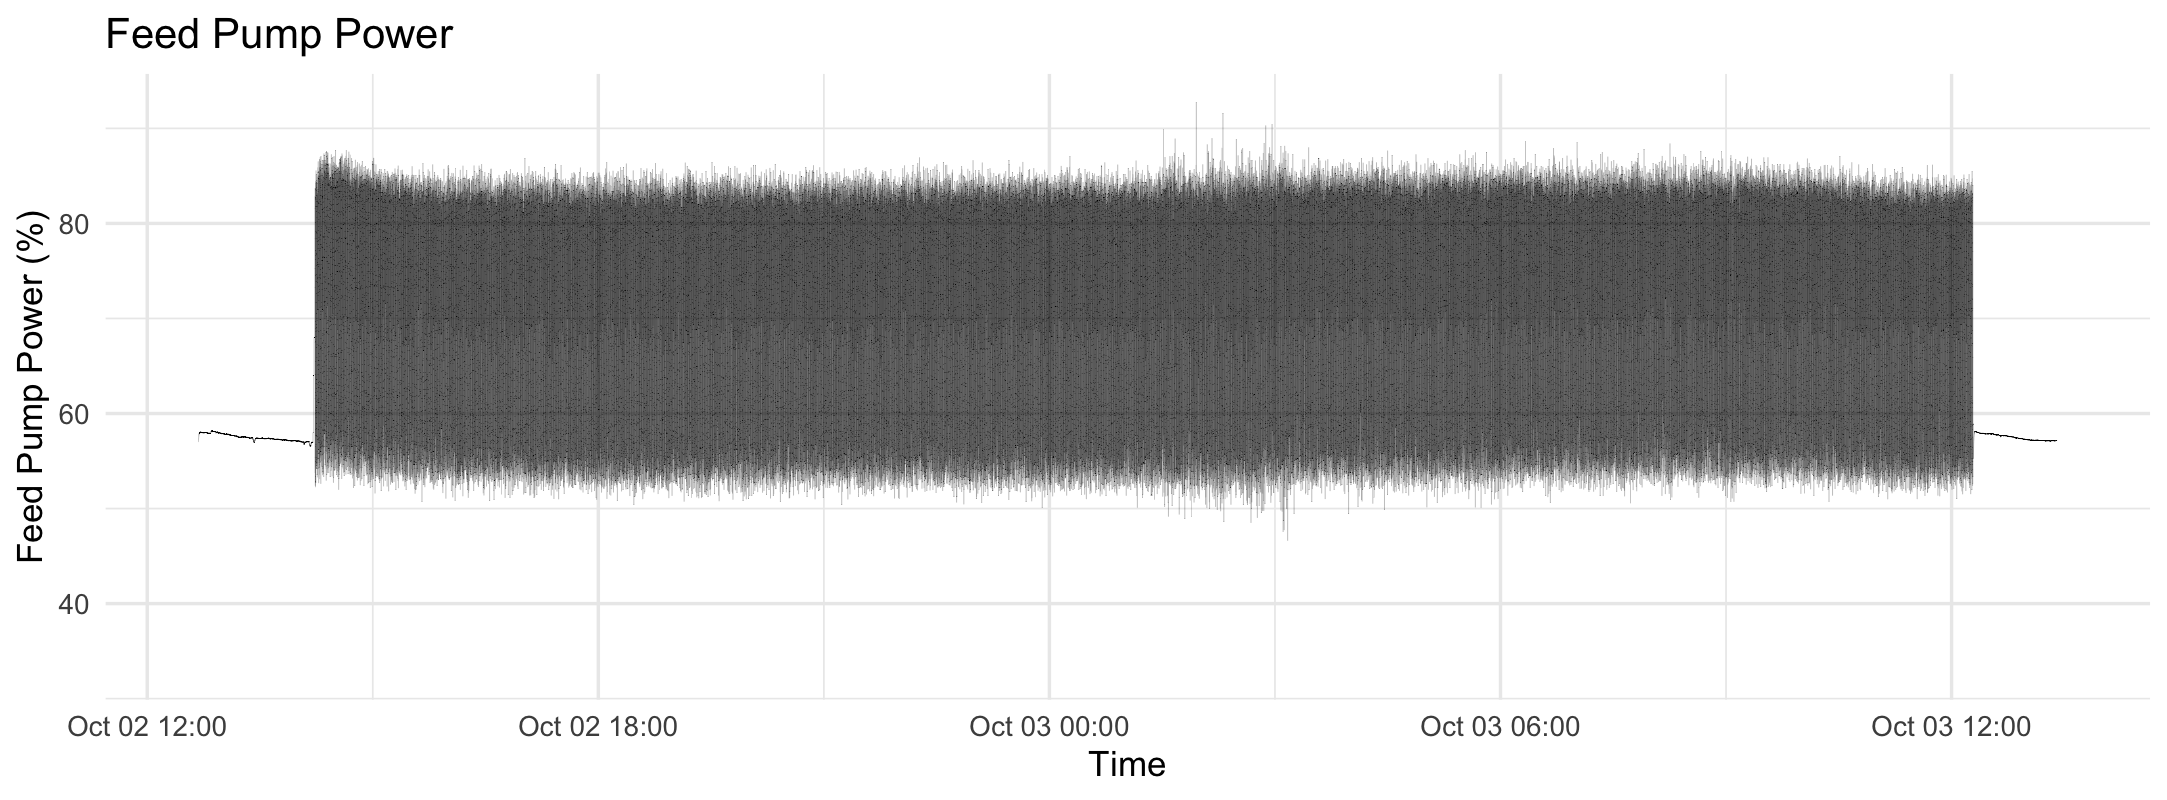 Feed Pump Power
Feed Pump Power (%)
80
60
40
Oct 02 12:00
Oct 02 18:00
Oct 03 00:00
Oct 03 06:00
Oct 03 12:00
Time